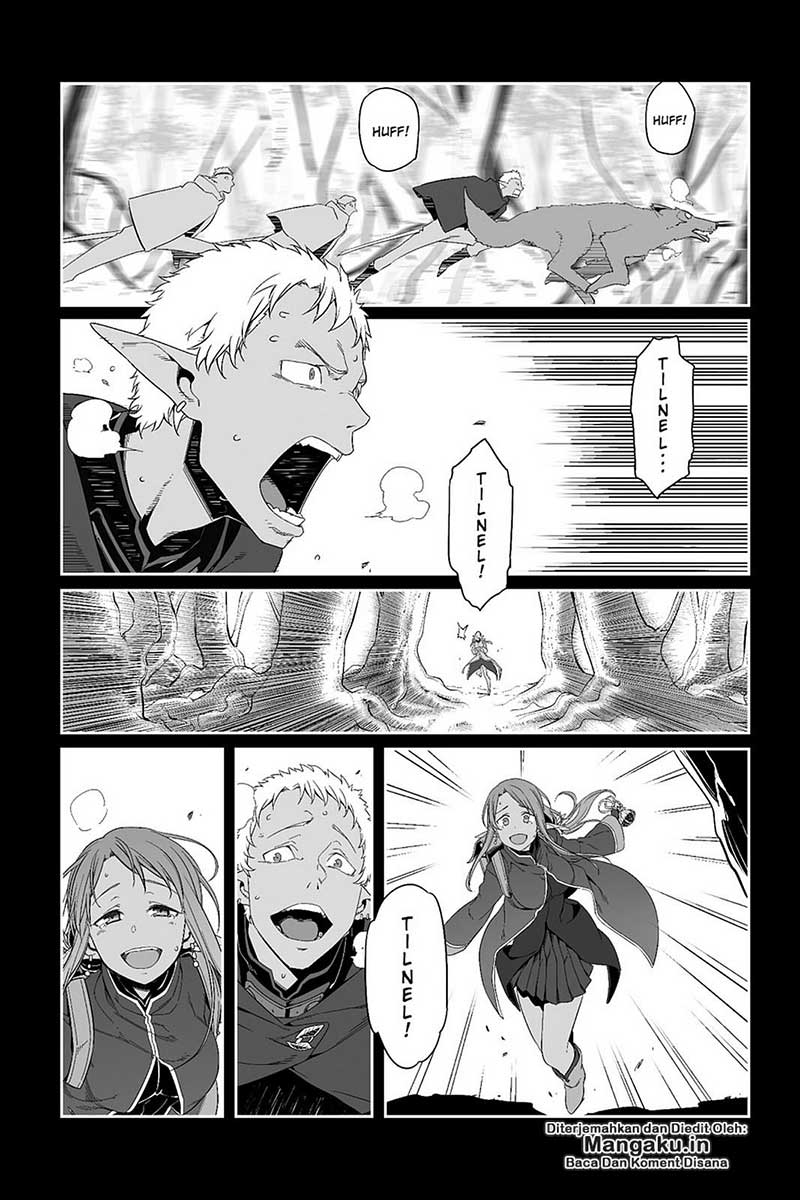 HUFF!
HUFF!
TILNEL...
TILNEL!
TILNEL!
Diterjemahkan dan Diedit Oleh:
Mangaku.in
Baca Dan Koment Disana